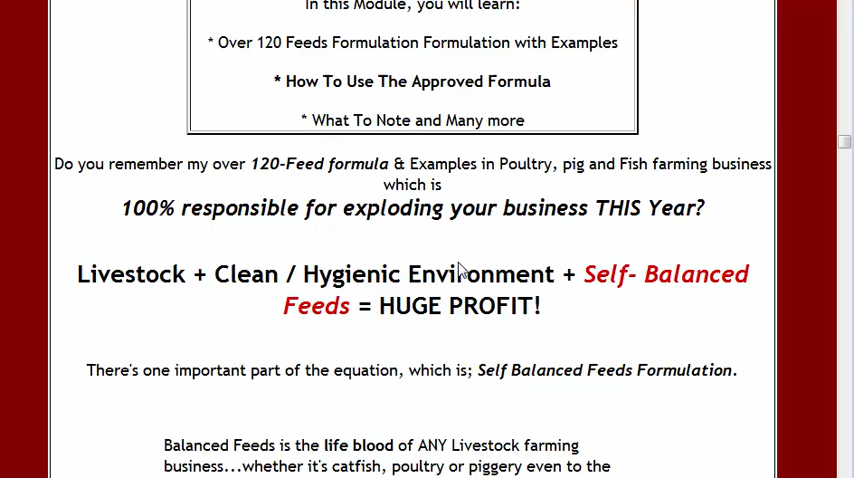 In this Module, you will learn:
* Over 120 Feeds Formulation Formulation with Examples
* How To Use The Approved Formula
* What To Note and Many more
Do you remember my over 120-Feed formula & Examples in Poultry, pig and Fish farming business
which is
100% responsible for exploding your business THIS Year?
Livestock + Clean / Hygienic Environment + Self- Balanced
Feeds = HUGE PROFIT!
There's one important part of the equation, which is; Self Balanced Feeds Formulation.
Balanced Feeds is the life blood of ANY Livestock farming
business...whether it's catfish, poultry or piggery even to the